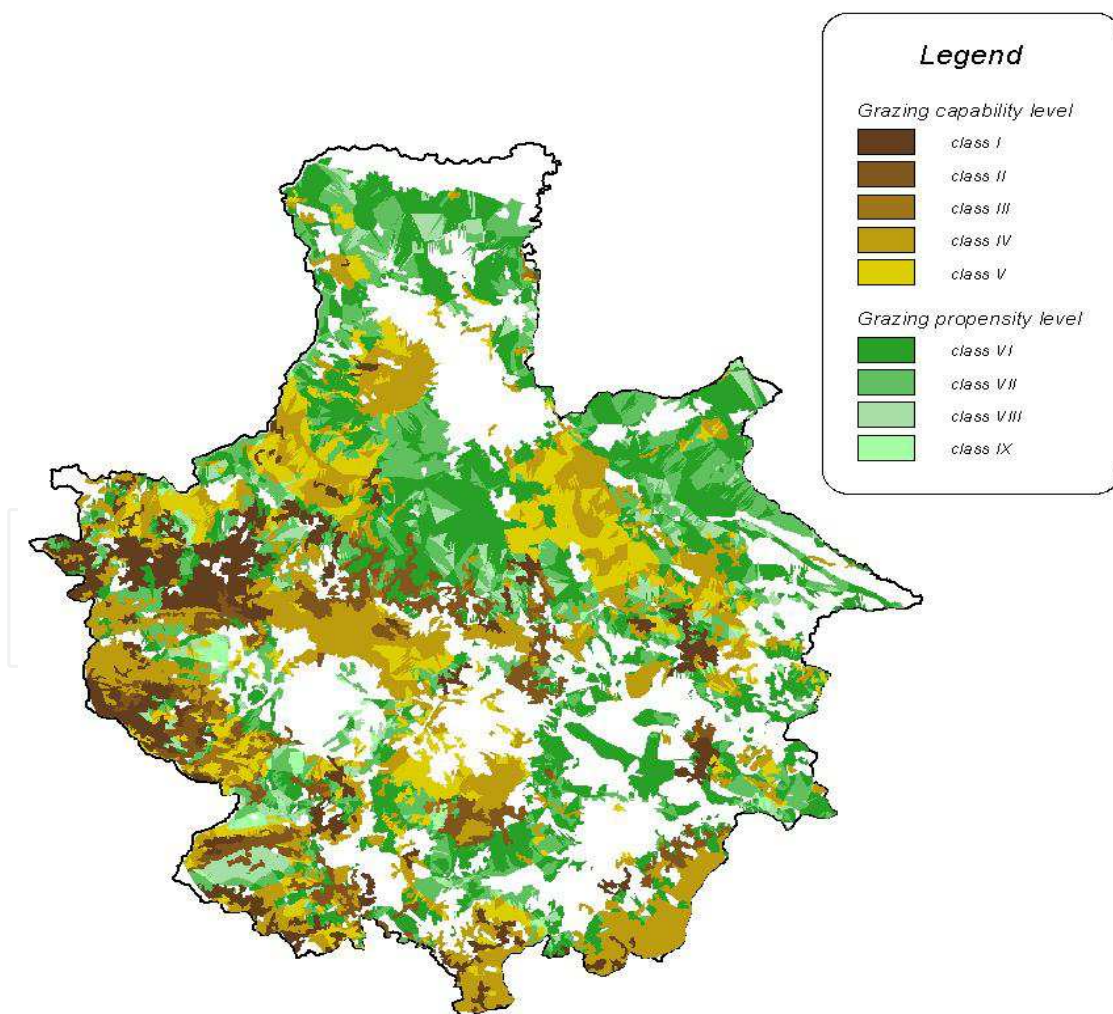 Legend
Grazing capability level
class I
class II
class III
class IV
class V
Grazing propensity level
class VI
class VII
class VIII
class IX